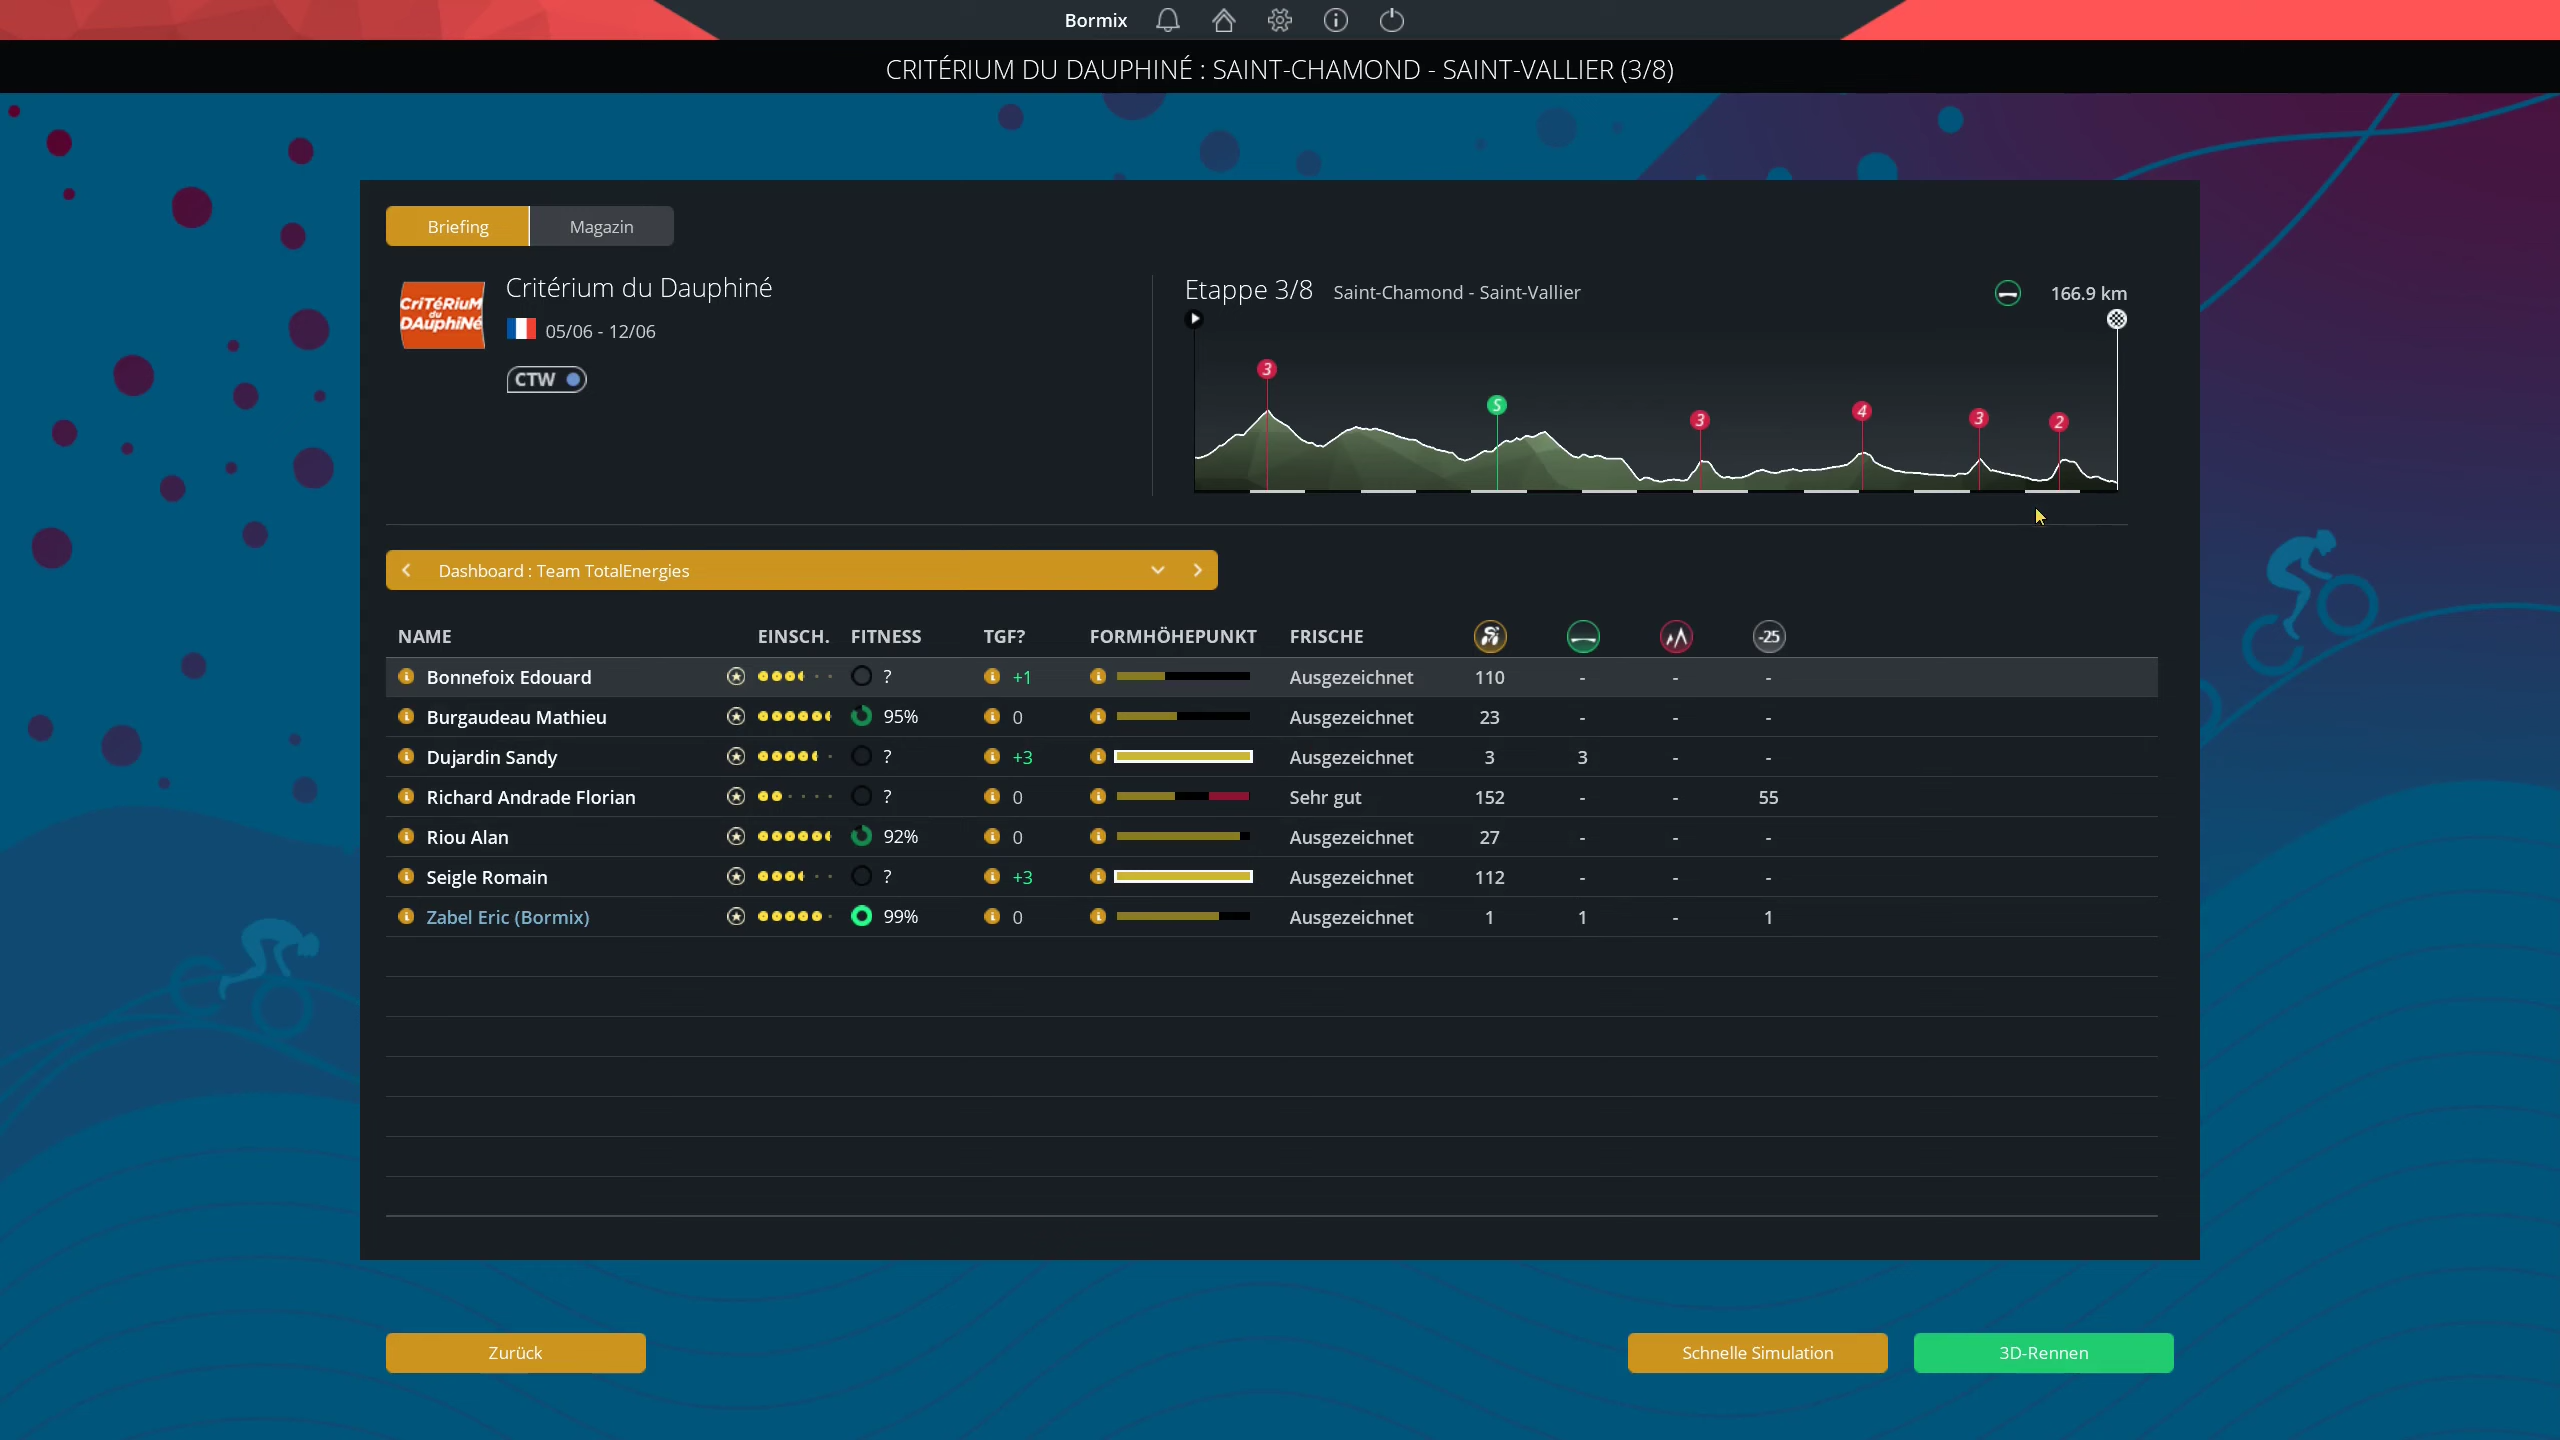 Bormix
CRITÉRIUM DU DAUPHINÉ : SAINT-CHAMOND - SAINT-VALLIER (3/8)
Briefing
Magazin
CriTéRiuM
du
DAuphiNé
Critérium du Dauphiné
05/06 - 12/06
CTW
Etappe 3/8 Saint-Chamond - Saint-Vallier 166.9 km
3 S 3 4 3 2
Dashboard : Team TotalEnergies
NAME EINSCH. FITNESS TGF? FORMHÖHEPUNKT FRISCHE -25
Bonnefoix Edouard ? +1 Ausgezeichnet 110 - - -
Burgaudeau Mathieu 95% 0 Ausgezeichnet 23 - - -
Dujardin Sandy ? +3 Ausgezeichnet 3 3 - -
Richard Andrade Florian ? 0 Sehr gut 152 - - 55
Riou Alan 92% 0 Ausgezeichnet 27 - - -
Seigle Romain ? +3 Ausgezeichnet 112 - - -
Zabel Eric (Bormix) 99% 0 Ausgezeichnet 1 1 - 1
Zurück
Schnelle Simulation
3D-Rennen